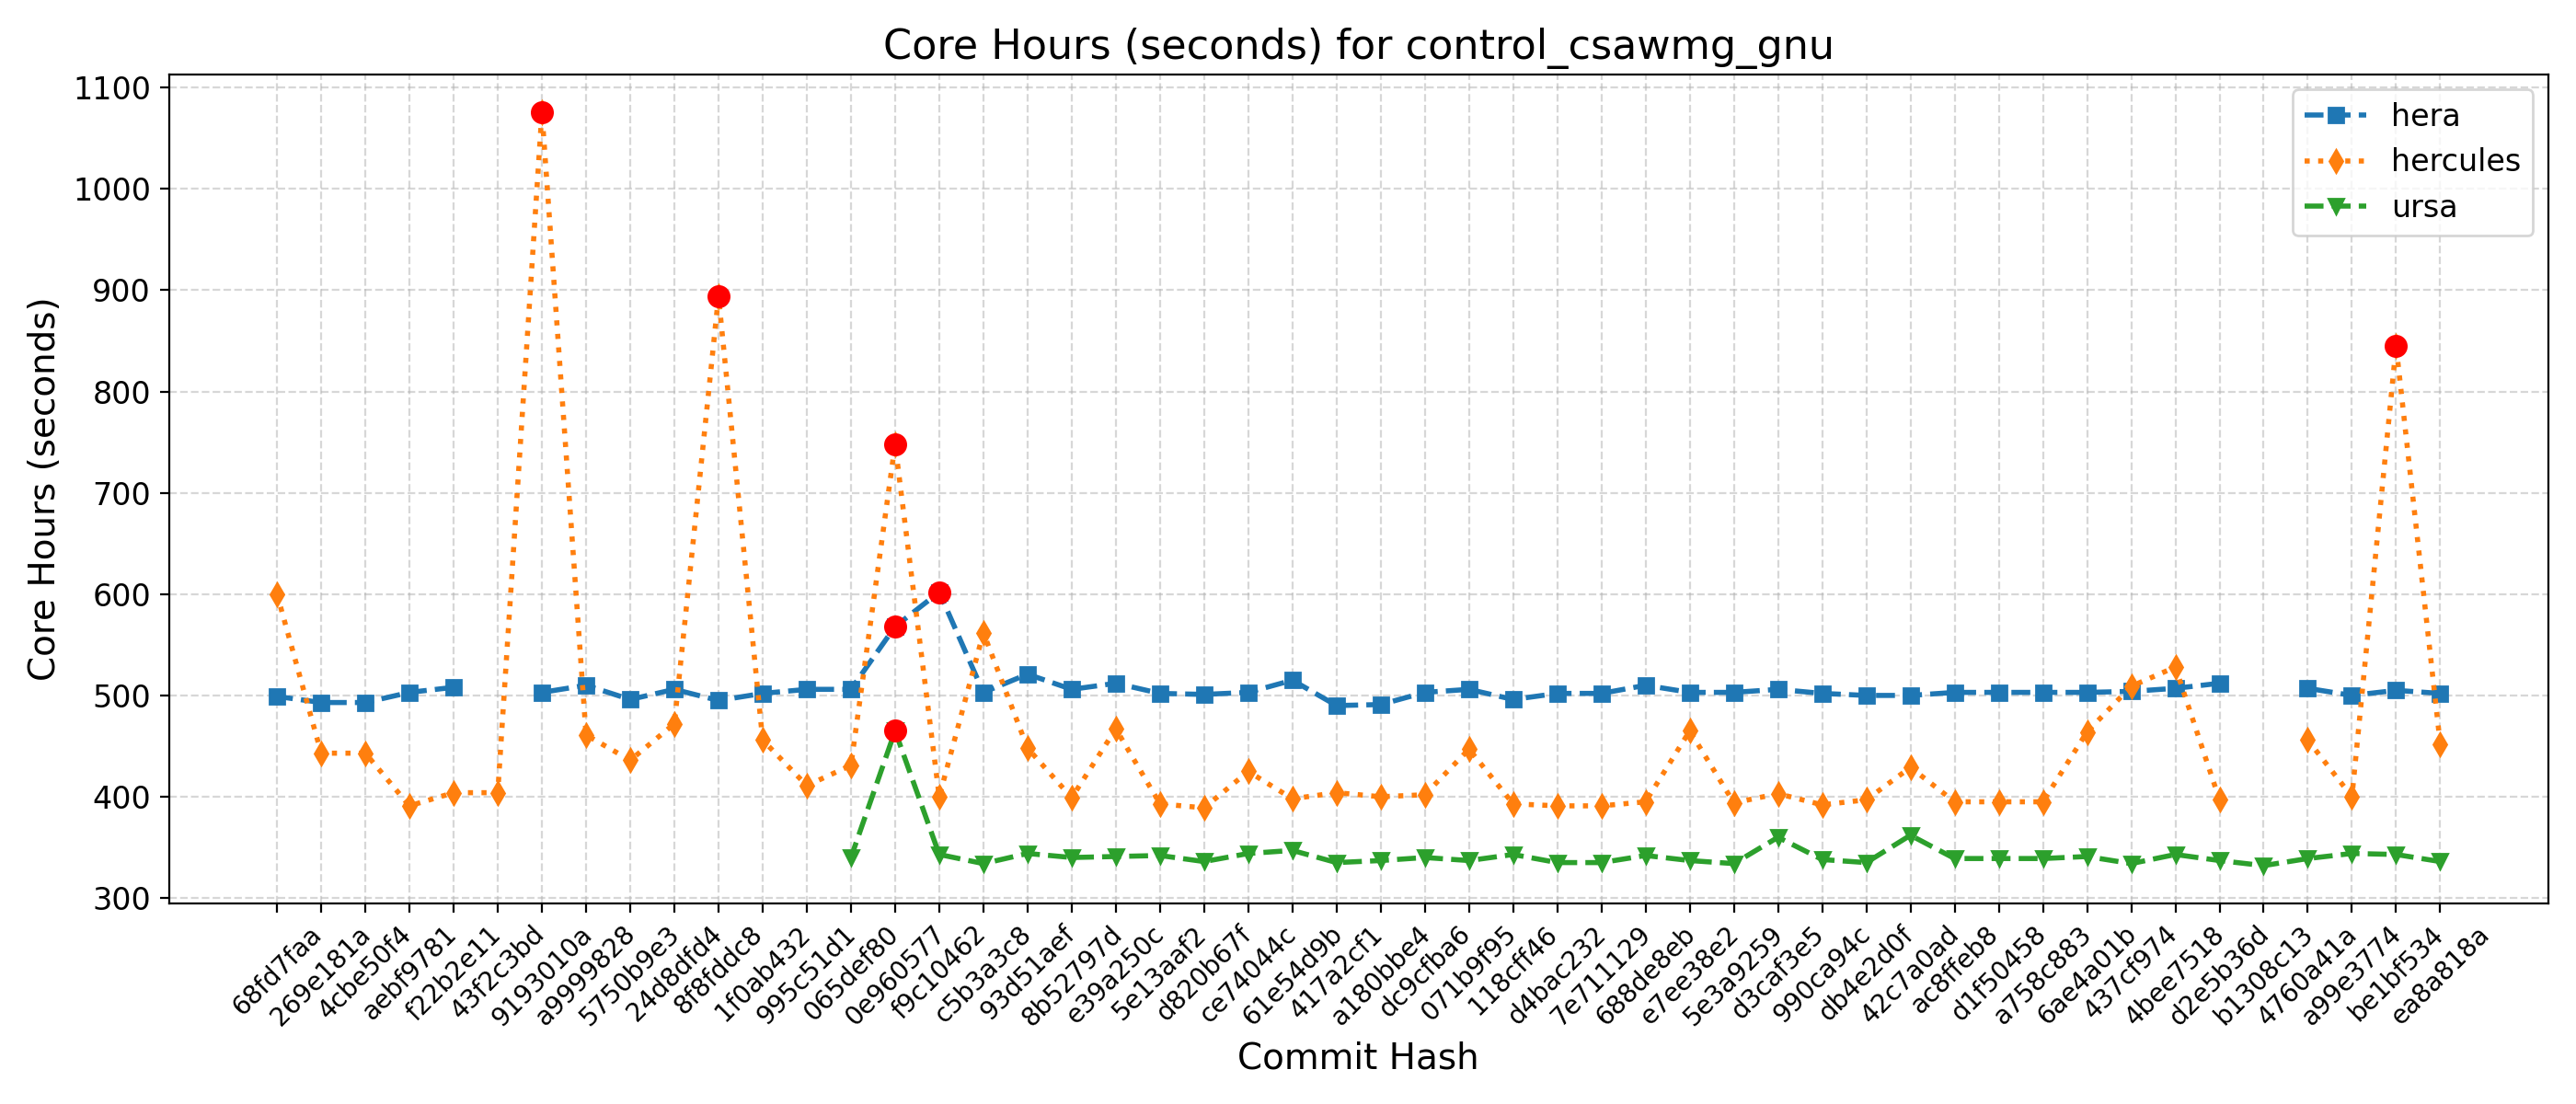 Core Hours (seconds) for control_csawmg_gnu
Core Hours (seconds)
1100
1000
900
800
700
600
500
400
300
hera
hercules
ursa
68fd7faa
269e181a
4cbe50f4
aebf9781
f22b2e11
43f2c3bd
9193010a
a9999828
5750b9e3
24d8dfd4
8f8fddc8
1f0ab432
995c51d1
065def80
0e960577
f9c10462
c5b3a3c8
93d51aef
8b52797d
e39a250c
5e13aaf2
d820b67f
ce74044c
61e54d9b
417a2cf1
a180bbe4
dc9cfba6
071b9f95
118cff46
d4bac232
7e711129
688de8eb
e7ee38e2
5e3a9259
d3caf3e5
990ca94c
db4e2d0f
42c7a0ad
ac8ffeb8
d1f50458
a758c883
6ae4a01b
437cf974
4bee7518
d2e5b36d
b1308c13
4760a41a
a99e3774
be1bf534
ea8a818a
Commit Hash